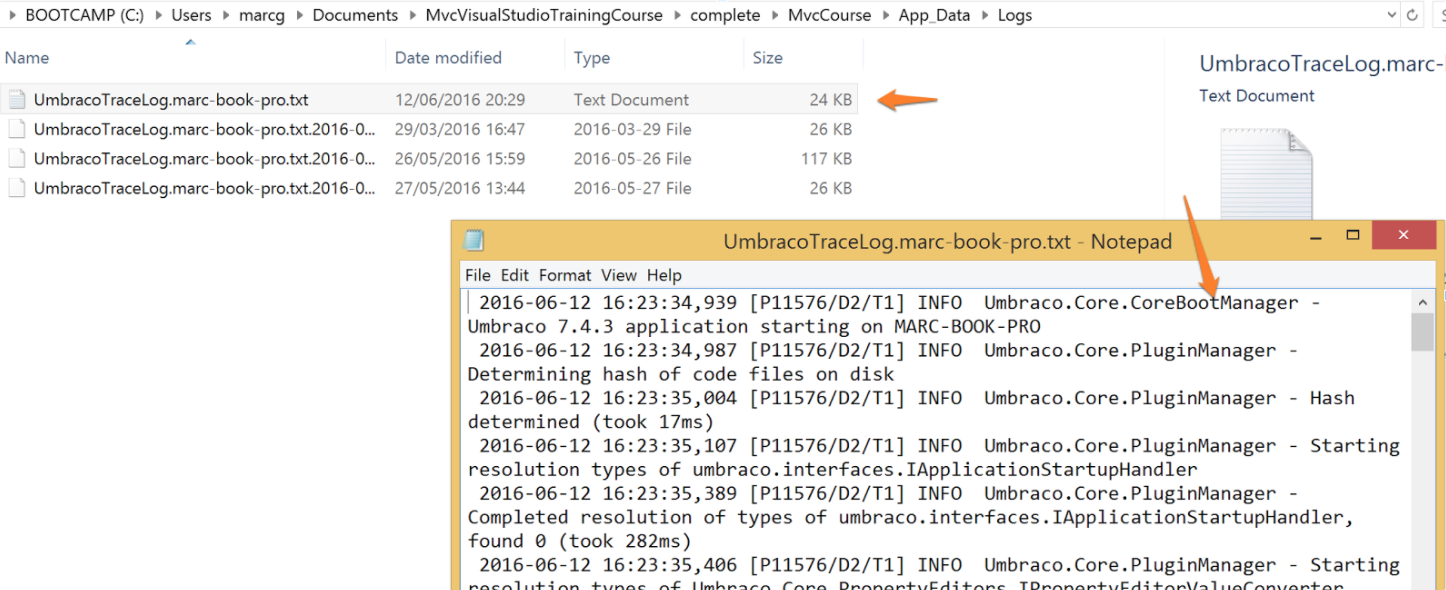 BOOTCAMP (C:) Users marcg Documents MvcVisualStudioTrainingCourse complete MvcCourse App_Data Logs
Name Date modified Type Size
UmbracoTraceLog.marc-book-pro.txt 12/06/2016 20:29 Text Document 24 KB
UmbracoTraceLog.marc-book-pro.txt.2016-0... 29/03/2016 16:47 2016-03-29 File 26 KB
UmbracoTraceLog.marc-book-pro.txt.2016-0... 26/05/2016 15:59 2016-05-26 File 117 KB
UmbracoTraceLog.marc-book-pro.txt.2016-0... 27/05/2016 13:44 2016-05-27 File 26 KB
UmbracoTraceLog.marc-
Text Document
UmbracoTraceLog.marc-book-pro.txt - Notepad
File Edit Format View Help
2016-06-12 16:23:34,939 [P11576/D2/T1] INFO Umbraco.Core.CoreBootManager -
Umbraco 7.4.3 application starting on MARC-BOOK-PRO
2016-06-12 16:23:34,987 [P11576/D2/T1] INFO Umbraco.Core.PluginManager -
Determining hash of code files on disk
2016-06-12 16:23:35,004 [P11576/D2/T1] INFO Umbraco.Core.PluginManager - Hash
determined (took 17ms)
2016-06-12 16:23:35,107 [P11576/D2/T1] INFO Umbraco.Core.PluginManager - Starting
resolution types of umbraco.interfaces.IApplicationStartupHandler
2016-06-12 16:23:35,389 [P11576/D2/T1] INFO Umbraco.Core.PluginManager -
Completed resolution of types of umbraco.interfaces.IApplicationStartupHandler,
found 0 (took 282ms)
2016-06-12 16:23:35,406 [P11576/D2/T1] INFO Umbraco.Core.PluginManager - Starting
resolution types of Umbraco.Core.PropertyEditors.IPropertyEditorValueConverter